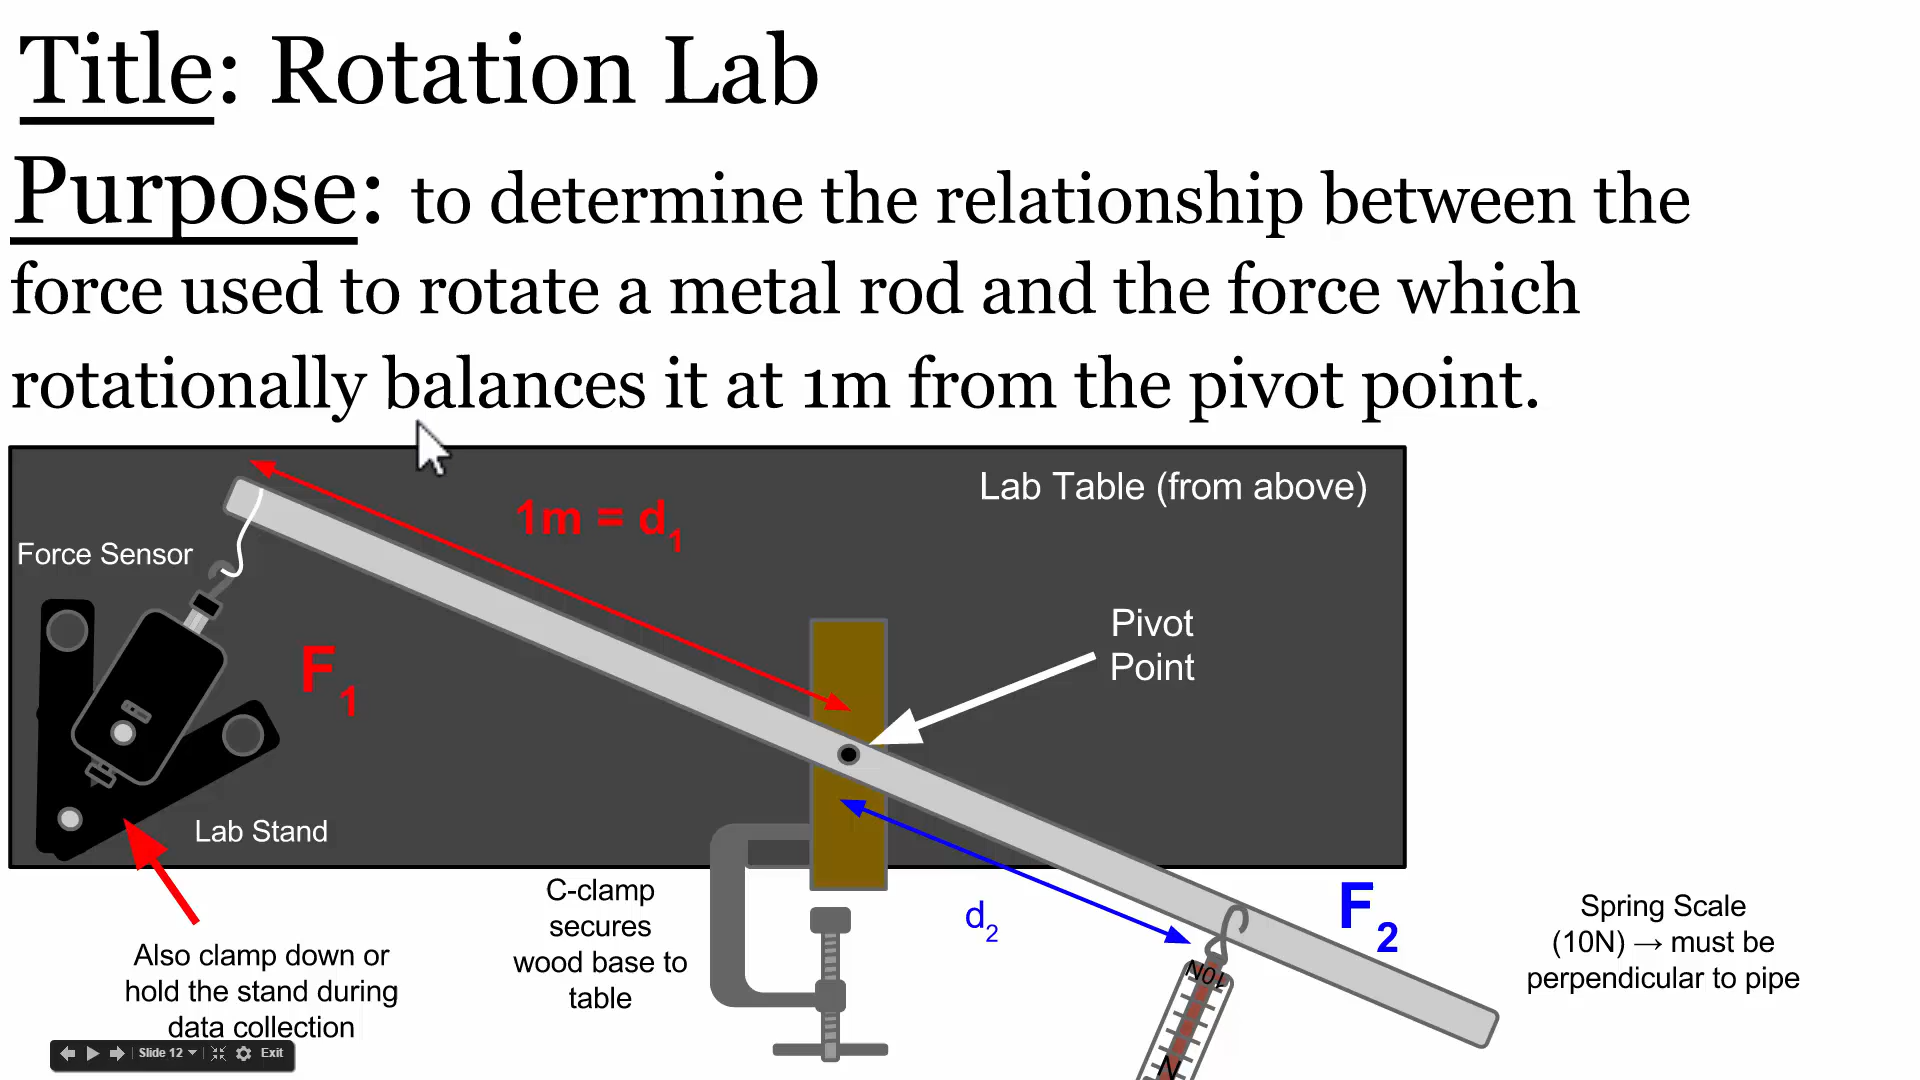 Title: Rotation Lab
Purpose: to determine the relationship between the
force used to rotate a metal rod and the force which
rotationally balances it at 1m from the pivot point.
Lab Table (from above)
1m = d1
Force Sensor
F1
Pivot
Point
Lab Stand
C-clamp
secures
wood base to
table
d2
F2
Spring Scale
(10N) → must be
perpendicular to pipe
10N
N
Also clamp down or
hold the stand during
data collection
Slide 12
Exit